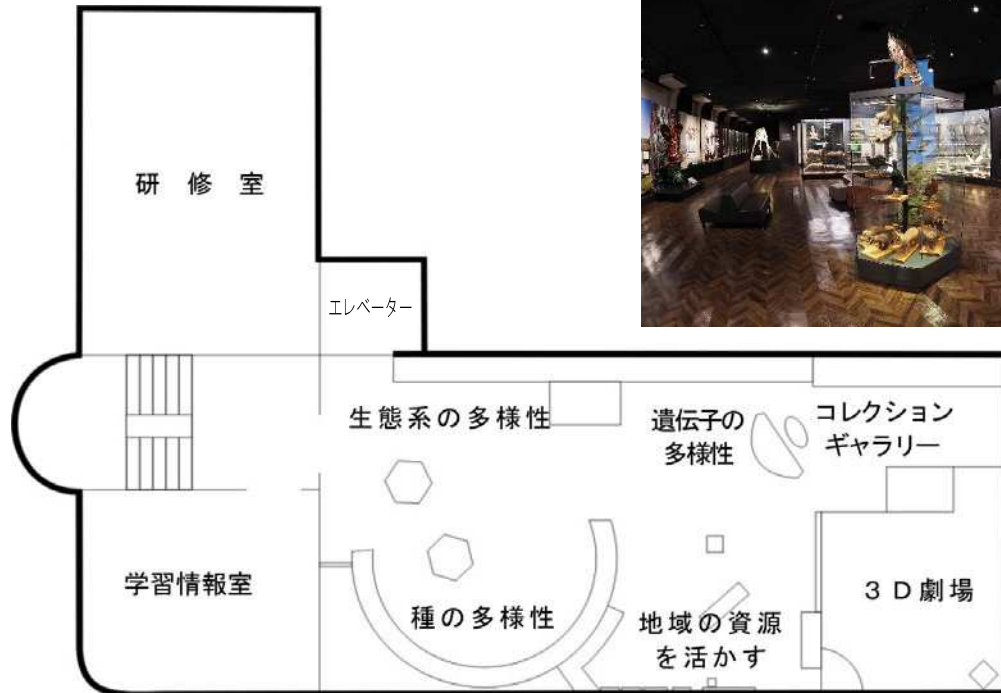 研修室
エレベーター
生態系の多様性
遺伝子の
多様性
コレクション
ギャラリー
学習情報室
種の多様性
地域の資源
を活かす
3D劇場